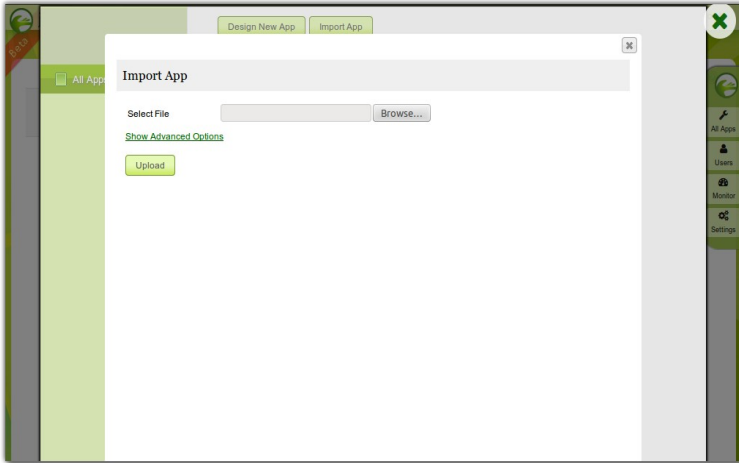 Design New App Import App
Beta
All Apps
Import App
Select File Browse...
Show Advanced Options
Upload
All Apps
Users
Monitor
Settings